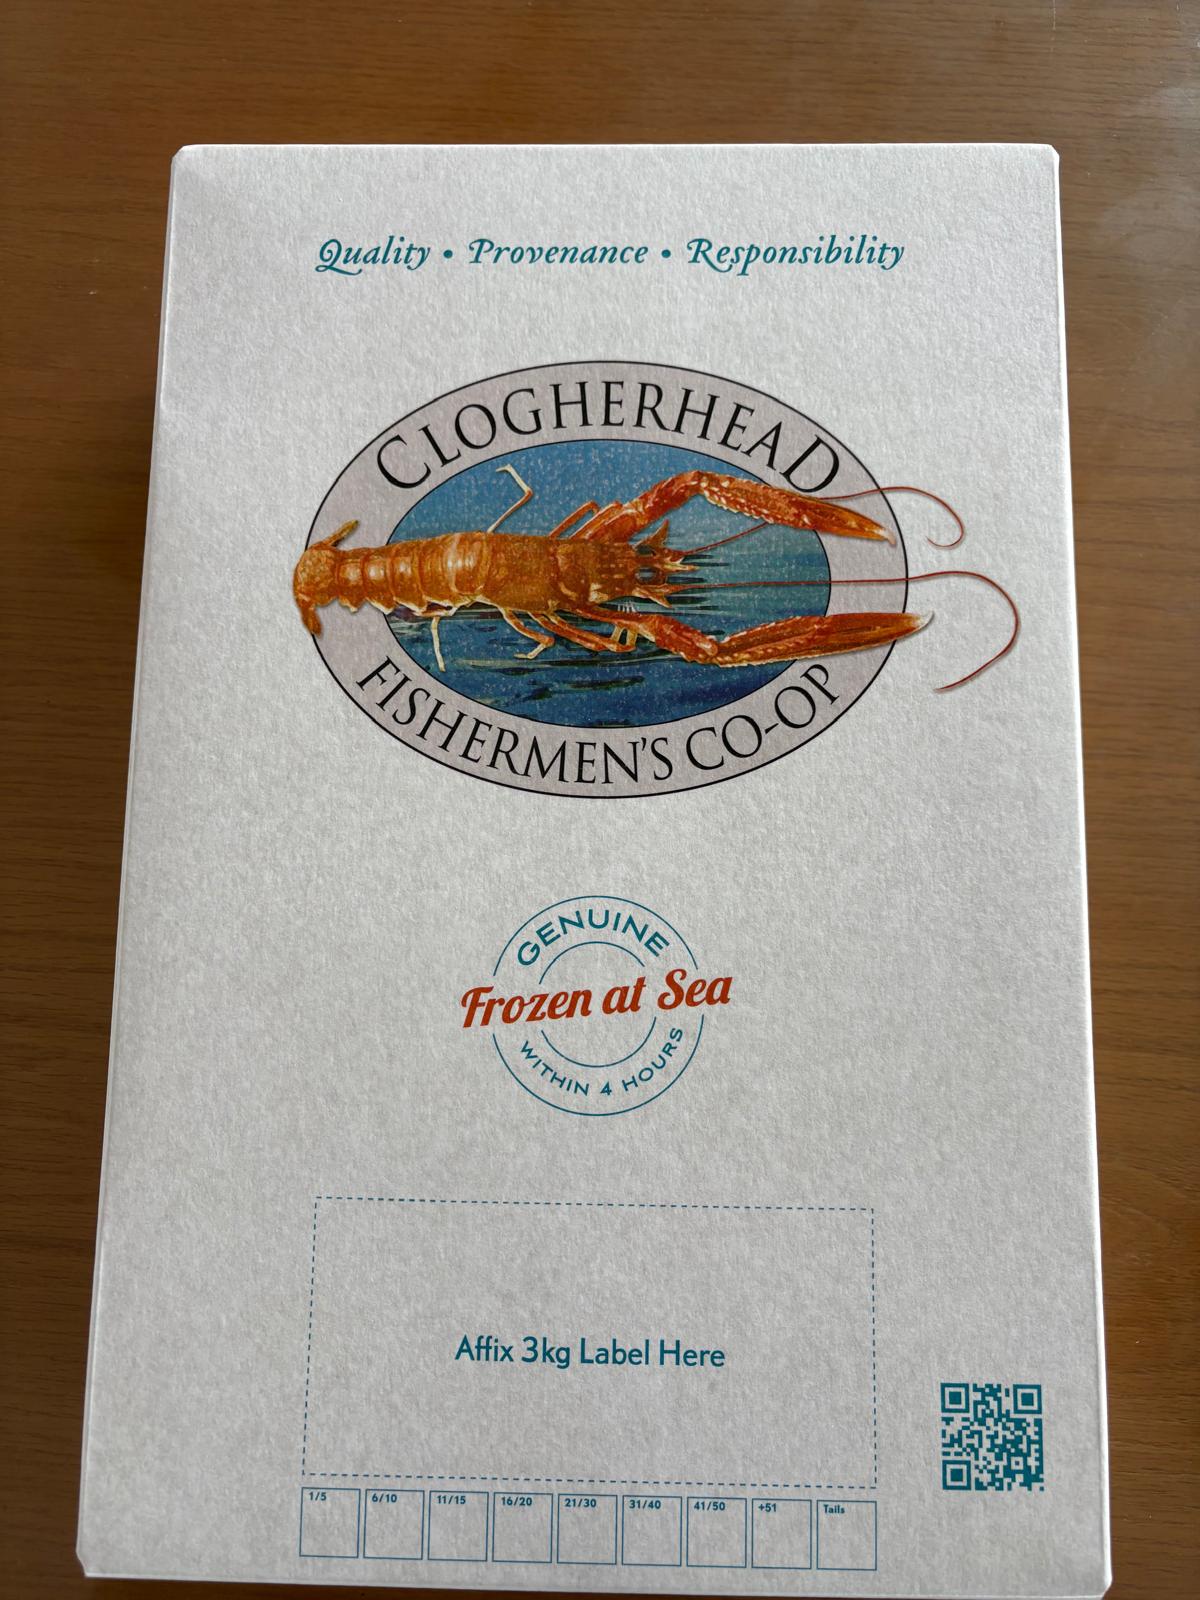 Quality • Provenance • Responsibility
CLOGHERHEAD
FISHERMEN'S CO-OP
GENUINE
Frozen at Sea
WITHIN 4 HOURS
Affix 3kg Label Here
1/5 6/10 11/15 16/20 21/30 31/40 41/50 +51 Tails